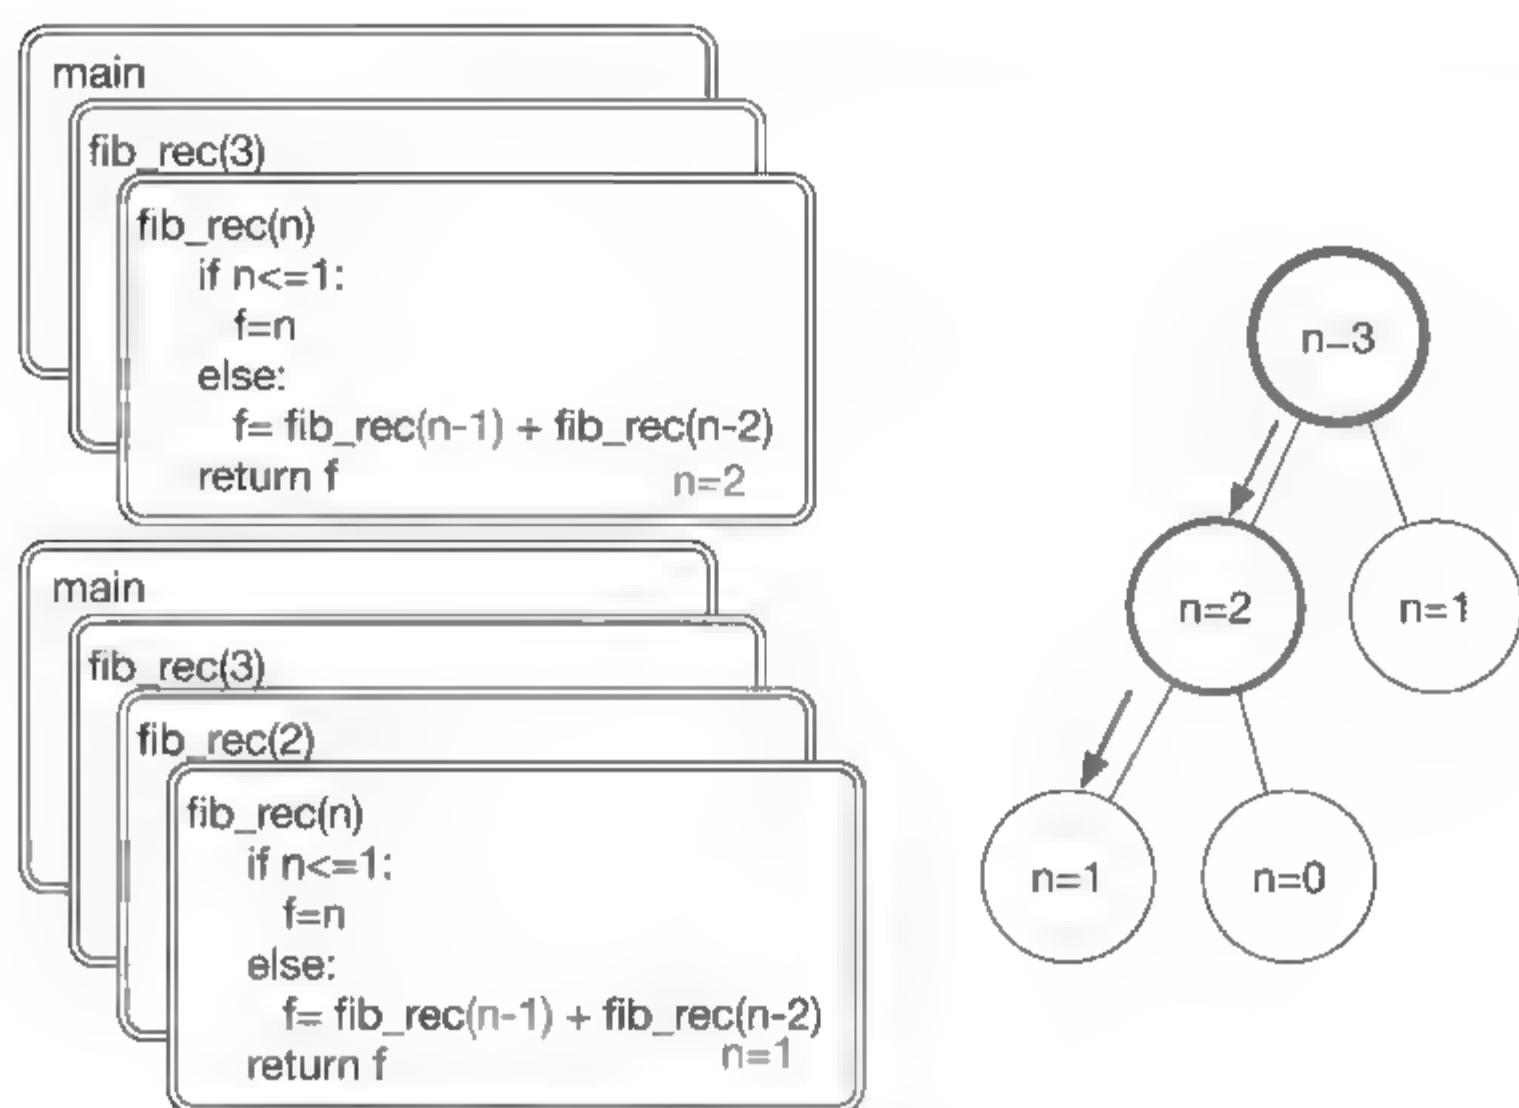 main
fib_rec(3)
fib_rec(n)
if n<=1:
f=n
else:
f= fib_rec(n-1) + fib_rec(n-2)
return f
n=2
main
fib_rec(3)
fib_rec(2)
fib_rec(n)
if n<=1:
f=n
else:
f= fib_rec(n-1) + fib_rec(n-2)
n=1
return f
n–3
n=2
n=1
n=1
n=0